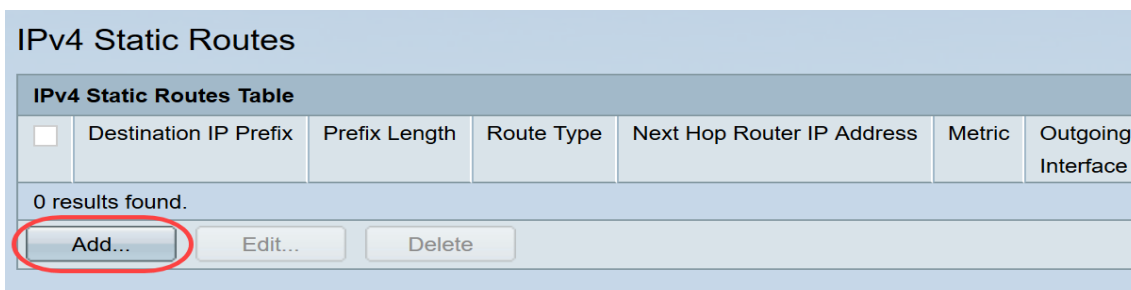 IPv4 Static Routes
IPv4 Static Routes Table
Destination IP Prefix Prefix Length Route Type Next Hop Router IP Address Metric Outgoing
Interface
0 results found.
Add... Edit... Delete